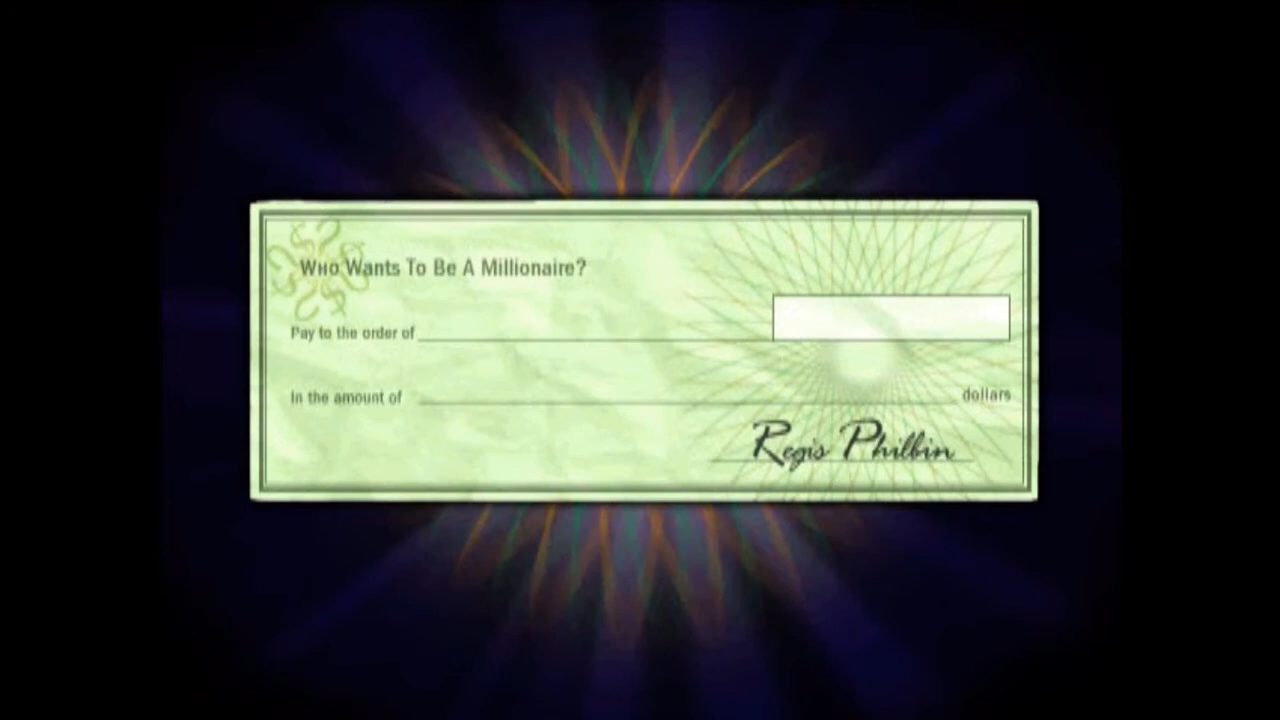 Who Wants To Be A Millionaire?
Pay to the order of
In the amount of dollars
Regis Philbin